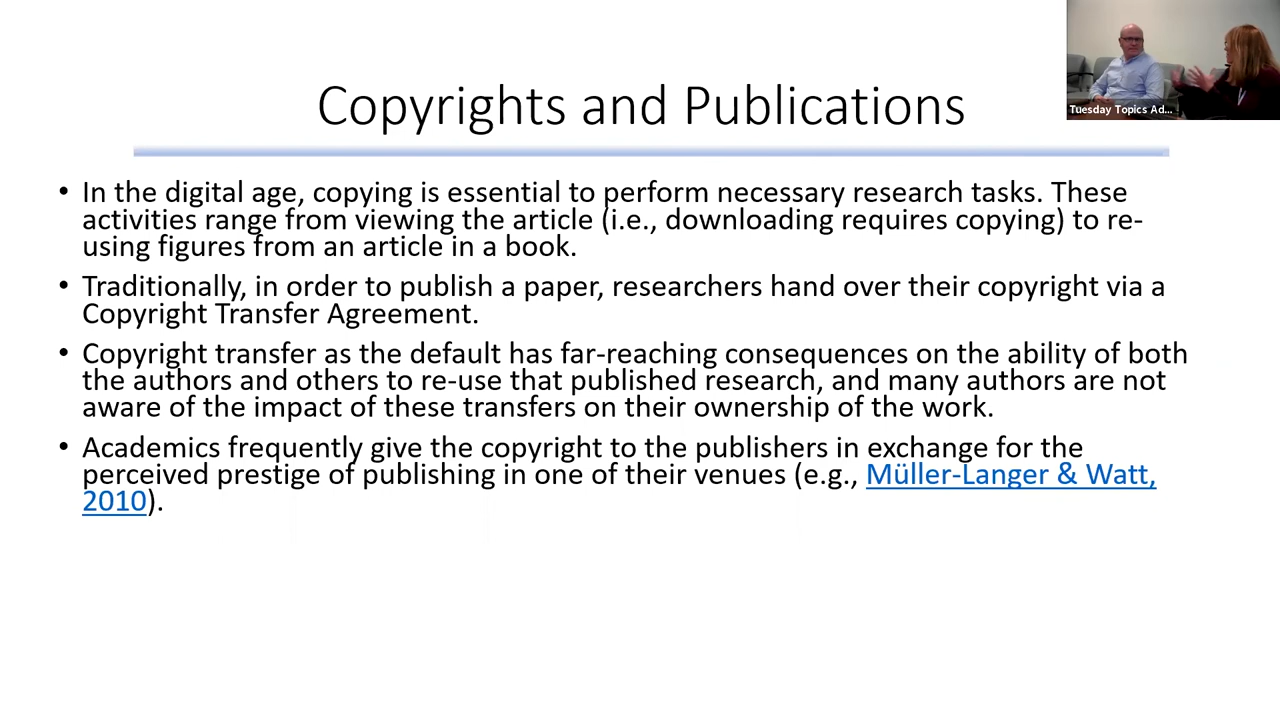 Copyrights and Publications
Tuesday Topics Ad...
• In the digital age, copying is essential to perform necessary research tasks. These
activities range from viewing the article (i.e., downloading requires copying) to re-
using figures from an article in a book.
• Traditionally, in order to publish a paper, researchers hand over their copyright via a
Copyright Transfer Agreement.
• Copyright transfer as the default has far-reaching consequences on the ability of both
the authors and others to re-use that published research, and many authors are not
aware of the impact of these transfers on their ownership of the work.
• Academics frequently give the copyright to the publishers in exchange for the
perceived prestige of publishing in one of their venues (e.g., Müller-Langer & Watt,
2010).